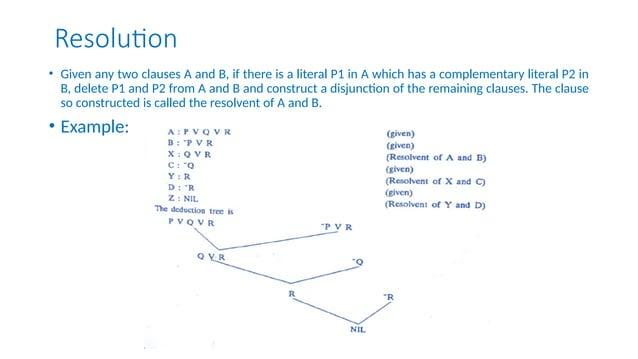 Resolution
• Given any two clauses A and B, if there is a literal P1 in A which has a complementary literal P2 in
B, delete P1 and P2 from A and B and construct a disjunction of the remaining clauses. The clause
so constructed is called the resolvent of A and B.
• Example:
A : P V Q V R (given)
B : ~P V R (given)
X : Q V R (Resolvent of A and B)
C : ~Q (given)
Y : R (Resolvent of X and C)
D : ~R (given)
Z : NIL (Resolvent of Y and D)
The deduction tree is
P V Q V R ~P V R
Q V R ~Q
R ~R
NIL